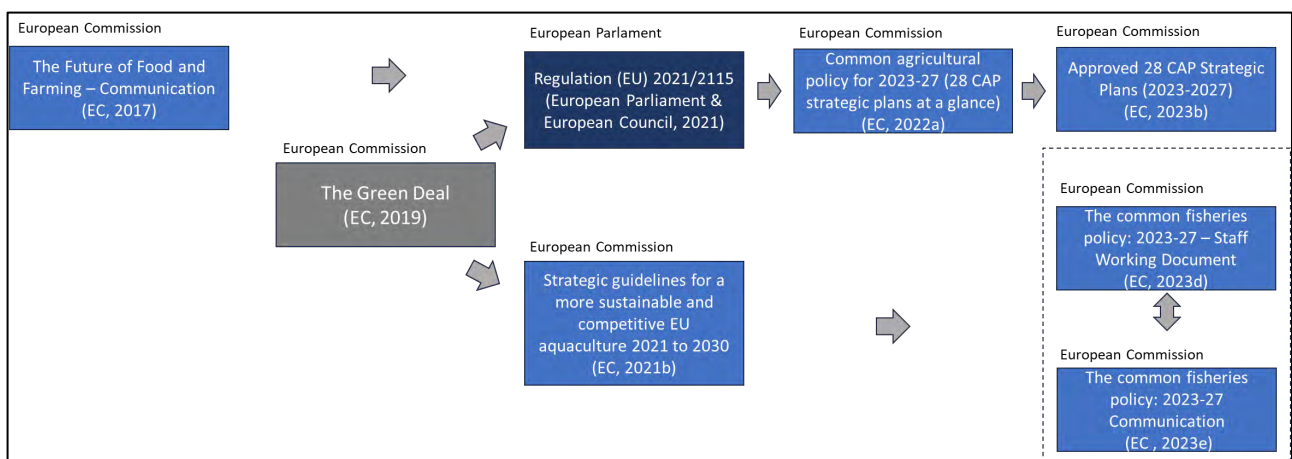 European Commission
The Future of Food and
Farming – Communication
(EC, 2017)
European Commission
The Green Deal
(EC, 2019)
European Parlament
Regulation (EU) 2021/2115
(European Parliament &
European Council, 2021)
European Commission
Common agricultural
policy for 2023-27 (28 CAP
strategic plans at a glance)
(EC, 2022a)
European Commission
Approved 28 CAP Strategic
Plans (2023-2027)
(EC, 2023b)
European Commission
Strategic guidelines for a
more sustainable and
competitive EU
aquaculture 2021 to 2030
(EC, 2021b)
European Commission
The common fisheries
policy: 2023-27 – Staff
Working Document
(EC, 2023d)
European Commission
The common fisheries
policy: 2023-27
Communication
(EC , 2023e)